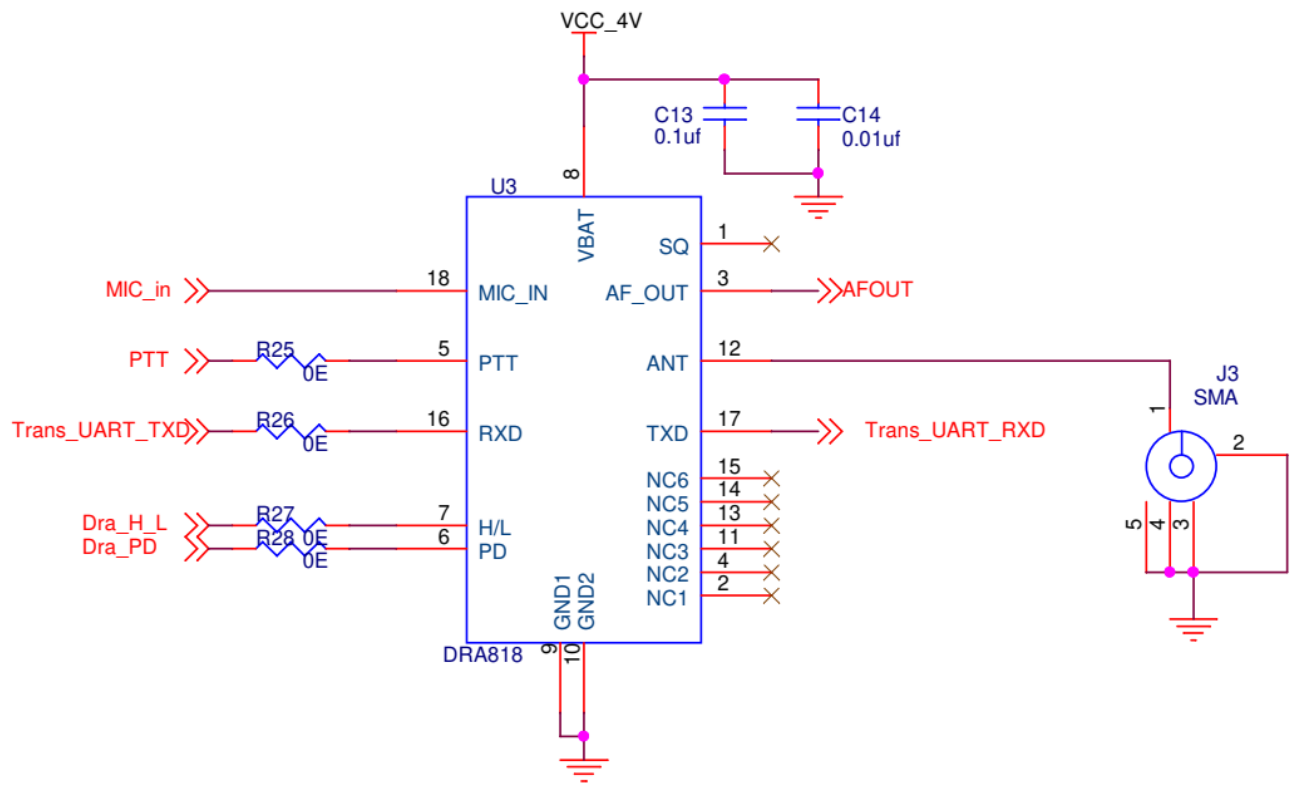 VCC_4V
C13
0.1uf
C14
0.01uf
U3
8
VBAT
1
SQ
MIC_in
18
MIC_IN
AF_OUT
3
AFOUT
PTT
R25
0E
5
PTT
ANT
12
J3
SMA
1
2
5
4
3
Trans_UART_TXD
R26
0E
16
RXD
TXD
17
Trans_UART_RXD
NC6
15
NC5
14
NC4
13
NC3
11
NC2
4
NC1
2
Dra_H_L
R27
0E
7
H/L
Dra_PD
R28
0E
6
PD
GND1
GND2
9
10
DRA818